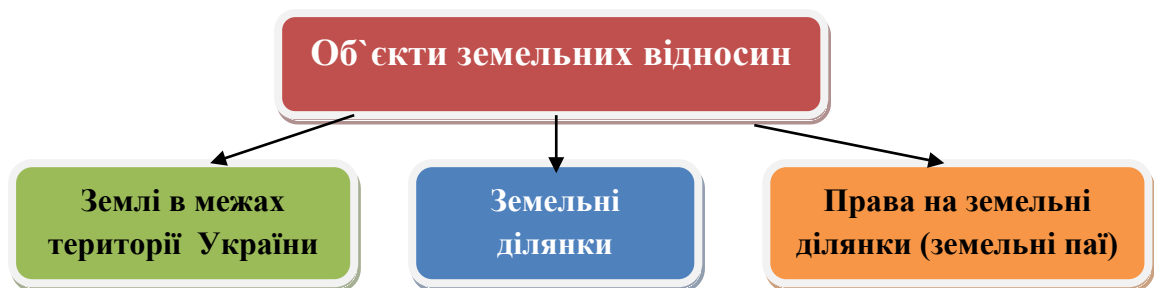 Об`єкти земельних відносин
Землі в межах
території України
Земельні
ділянки
Права на земельні
ділянки (земельні паї)